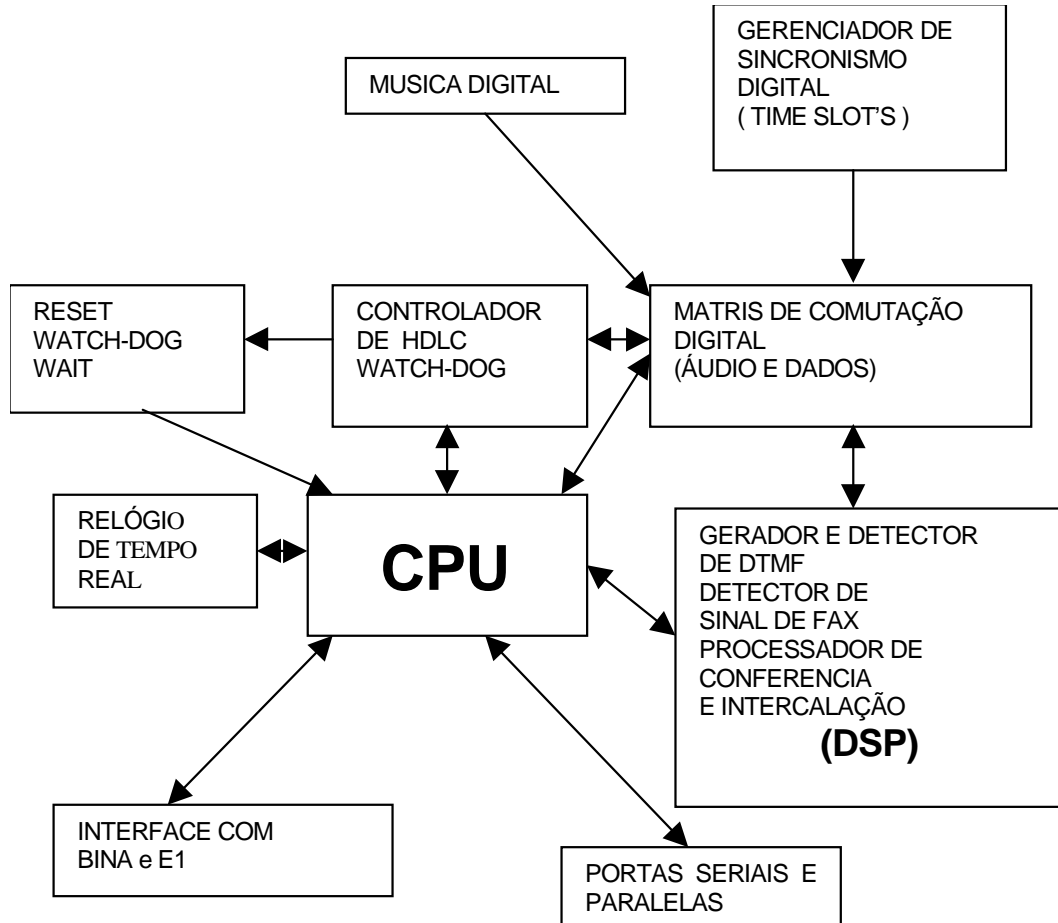 GERENCIADOR DE
SINCRONISMO
DIGITAL
( TIME SLOT'S )
MUSICA DIGITAL
RESET
WATCH-DOG
WAIT
CONTROLADOR
DE HDLC
WATCH-DOG
MATRIS DE COMUTAÇÃO
DIGITAL
(ÁUDIO E DADOS)
RELÓGIO
DE TEMPO
REAL
CPU
GERADOR E DETECTOR
DE DTMF
DETECTOR DE
SINAL DE FAX
PROCESSADOR DE
CONFERENCIA
E INTERCALAÇÃO
(DSP)
INTERFACE COM
BINA e E1
PORTAS SERIAIS E
PARALELAS